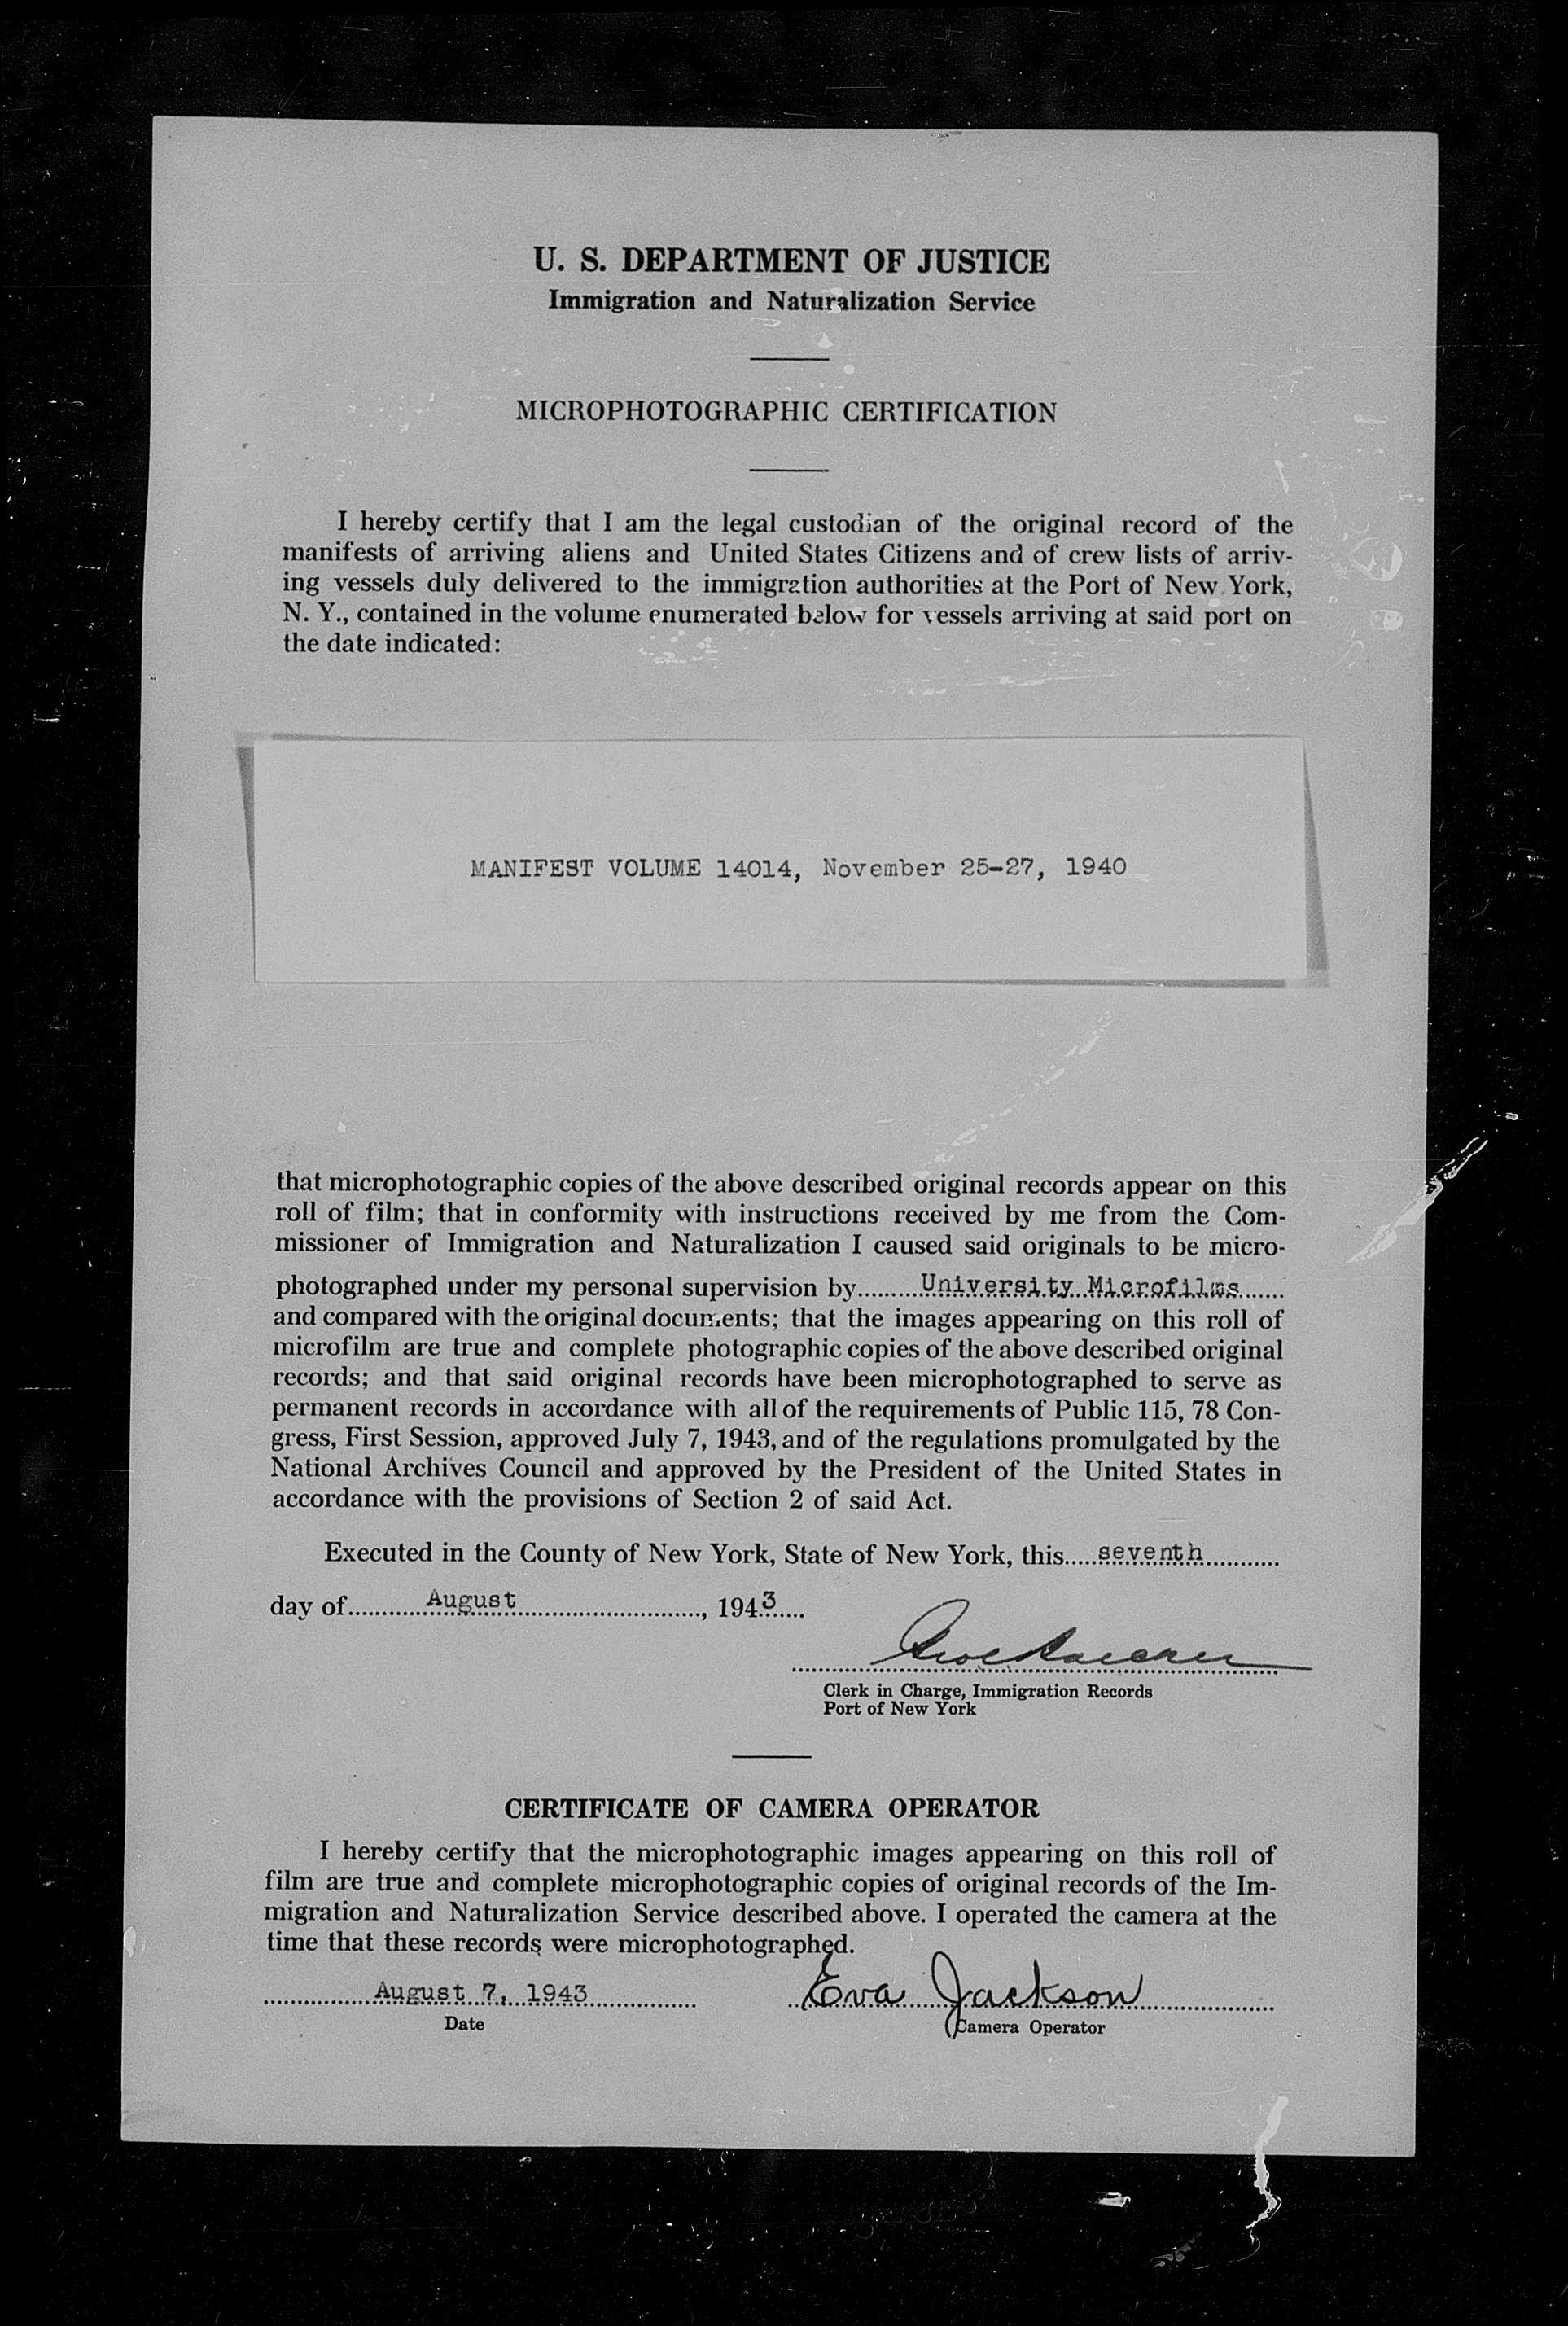 U. S. DEPARTMENT OF JUSTICE
Immigration and Naturalization Service
MICROPHOTOGRAPHIC CERTIFICATION
I hereby certify that I am the legal custodian of the original record of the
manifests of arriving aliens and United States Citizens and of crew lists of arriv-
ing vessels duly delivered to the immigration authorities at the Port of New York,
N. Y., contained in the volume enumerated below for vessels arriving at said port on
the date indicated:
MANIFEST VOLUME 14014, November 25-27, 1940
that microphotographic copies of the above described original records appear on this
roll of film; that in conformity with instructions received by me from the Com-
missioner of Immigration and Naturalization I caused said originals to be micro-
photographed under my personal supervision by..........University Microfilms.......
and compared with the original documents; that the images appearing on this roll of
microfilm are true and complete photographic copies of the above described original
records; and that said original records have been microphotographed to serve as
permanent records in accordance with all of the requirements of Public 115, 78 Con-
gress, First Session, approved July 7, 1943, and of the regulations promulgated by the
National Archives Council and approved by the President of the United States in
accordance with the provisions of Section 2 of said Act.
Executed in the County of New York, State of New York, this.....seventh............
day of.............August............................, 1943.....
Clerk in Charge, Immigration Records
Port of New York
CERTIFICATE OF CAMERA OPERATOR
I hereby certify that the microphotographic images appearing on this roll of
film are true and complete microphotographic copies of original records of the Im-
migration and Naturalization Service described above. I operated the camera at the
time that these records were microphotographed.
August 7, 1943 Eva Jackson
Date Camera Operator